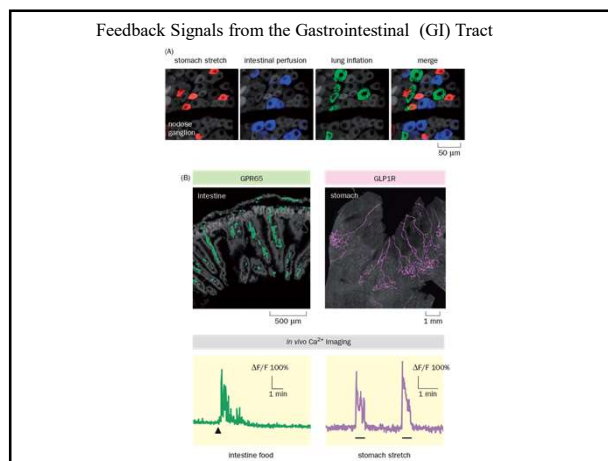 Feedback Signals from the Gastrointestinal (GI) Tract
(A)
stomach stretch intestinal perfusion lung inflation merge
nodose
ganglion
50 µm
(B)
GPR65 GLP1R
intestine stomach
500 µm 1 mm
in vivo Ca²⁺ Imaging
ΔF/F 100% ΔF/F 100%
1 min 1 min
intestine food stomach stretch